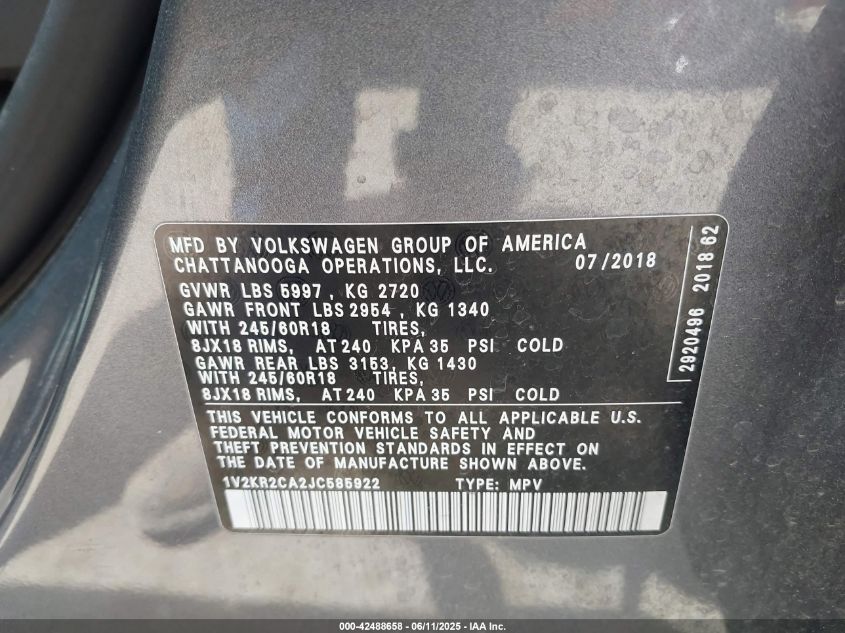 MFD BY VOLKSWAGEN GROUP OF AMERICA
CHATTANOOGA OPERATIONS, LLC. 07/2018
GVWR LBS 5997 , KG 2720
GAWR FRONT LBS 2954 , KG 1340
WITH 245/60R18 TIRES,
8JX18 RIMS, AT 240 KPA 35 PSI COLD
GAWR REAR LBS 3153, KG 1430
WITH 245/60R18 TIRES,
8JX18 RIMS, AT 240 KPA 35 PSI COLD
THIS VEHICLE CONFORMS TO ALL APPLICABLE U.S.
FEDERAL MOTOR VEHICLE SAFETY AND
THEFT PREVENTION STANDARDS IN EFFECT ON
THE DATE OF MANUFACTURE SHOWN ABOVE.
1V2KR2CA2JC585922 TYPE: MPV
2920496 2018 62
000-42488658 - 06/11/2025 - IAA Inc.